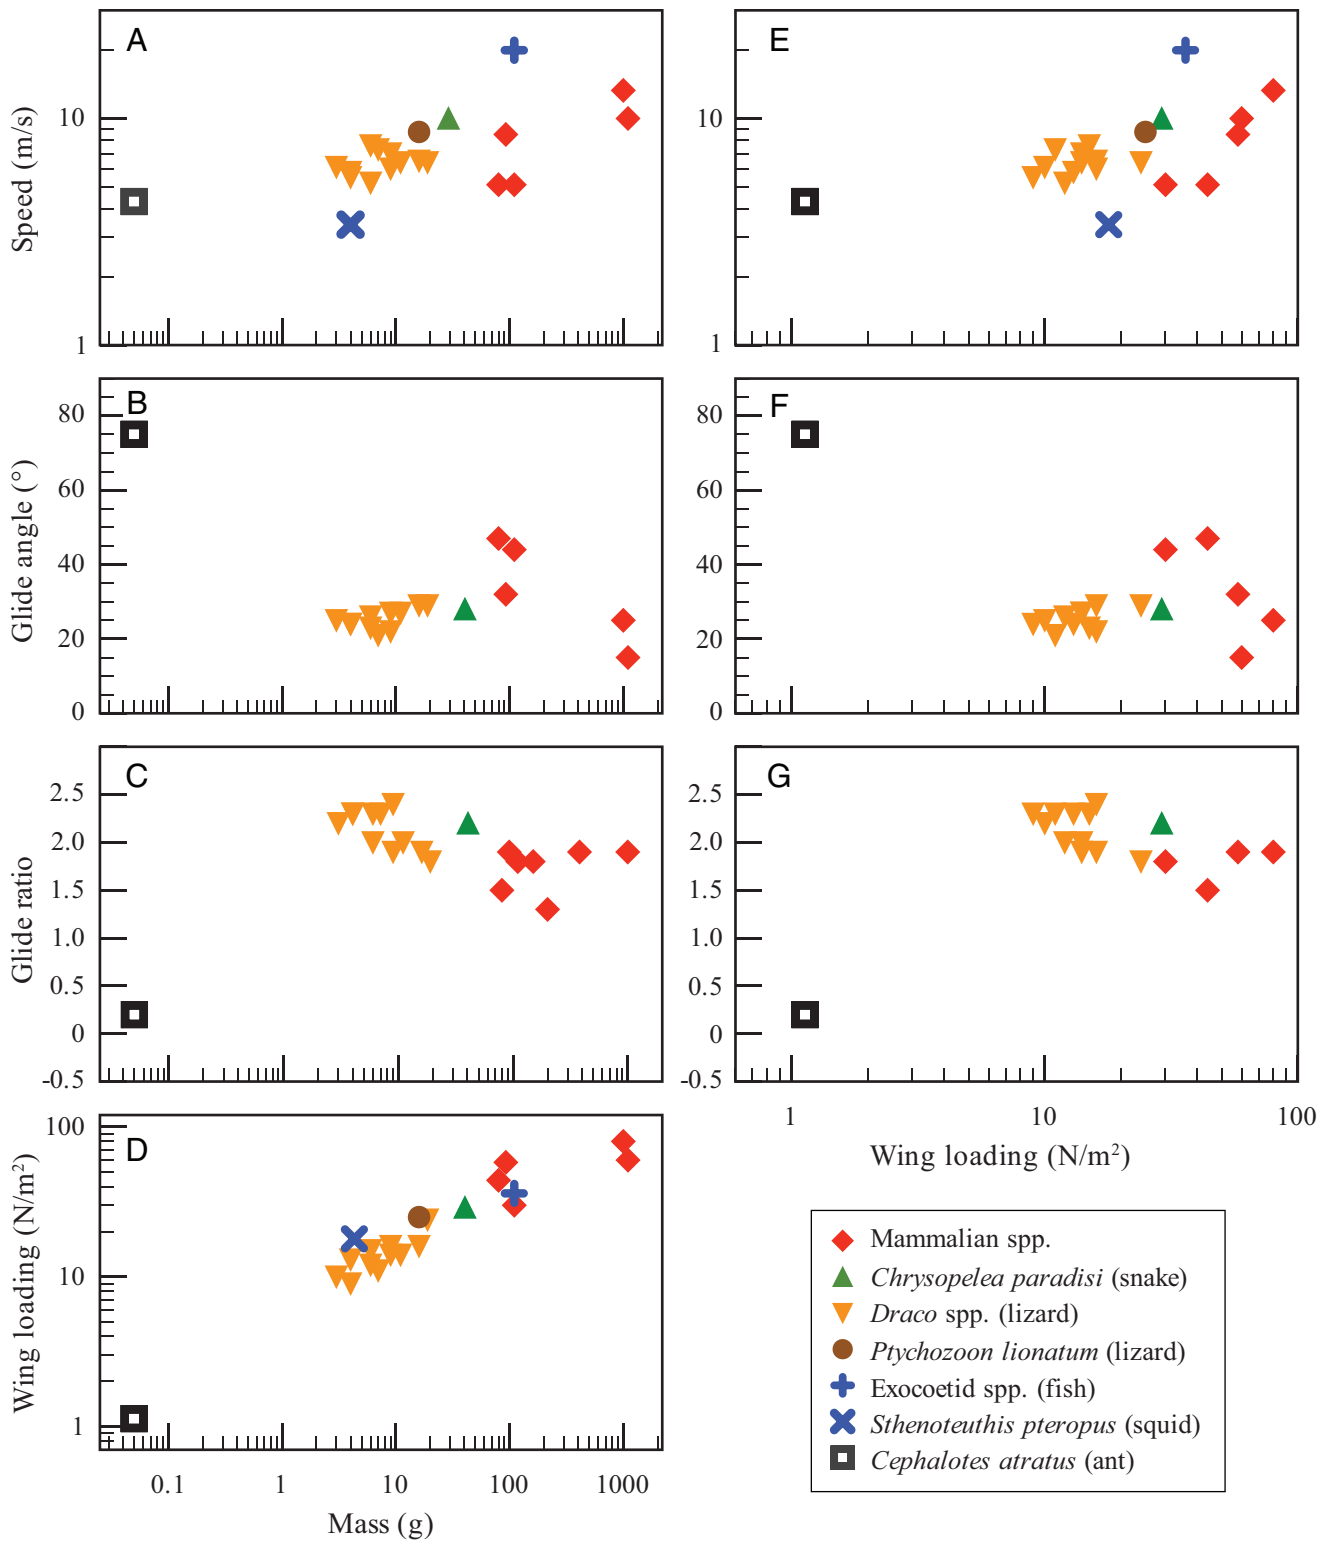 A
Speed (m/s)
10
1
E
10
1
B
Glide angle (°)
80
60
40
20
0
F
80
60
40
20
0
C
Glide ratio
2.5
2.0
1.5
1.0
0.5
0
-0.5
G
2.5
2.0
1.5
1.0
0.5
0
-0.5
1 10 100
Wing loading (N/m²)
D
Wing loading (N/m²)
100
10
1
0.1 1 10 100 1000
Mass (g)
Mammalian spp.
Chrysopelea paradisi (snake)
Draco spp. (lizard)
Ptychozoon lionatum (lizard)
Exocoetid spp. (fish)
Sthenoteuthis pteropus (squid)
Cephalotes atratus (ant)